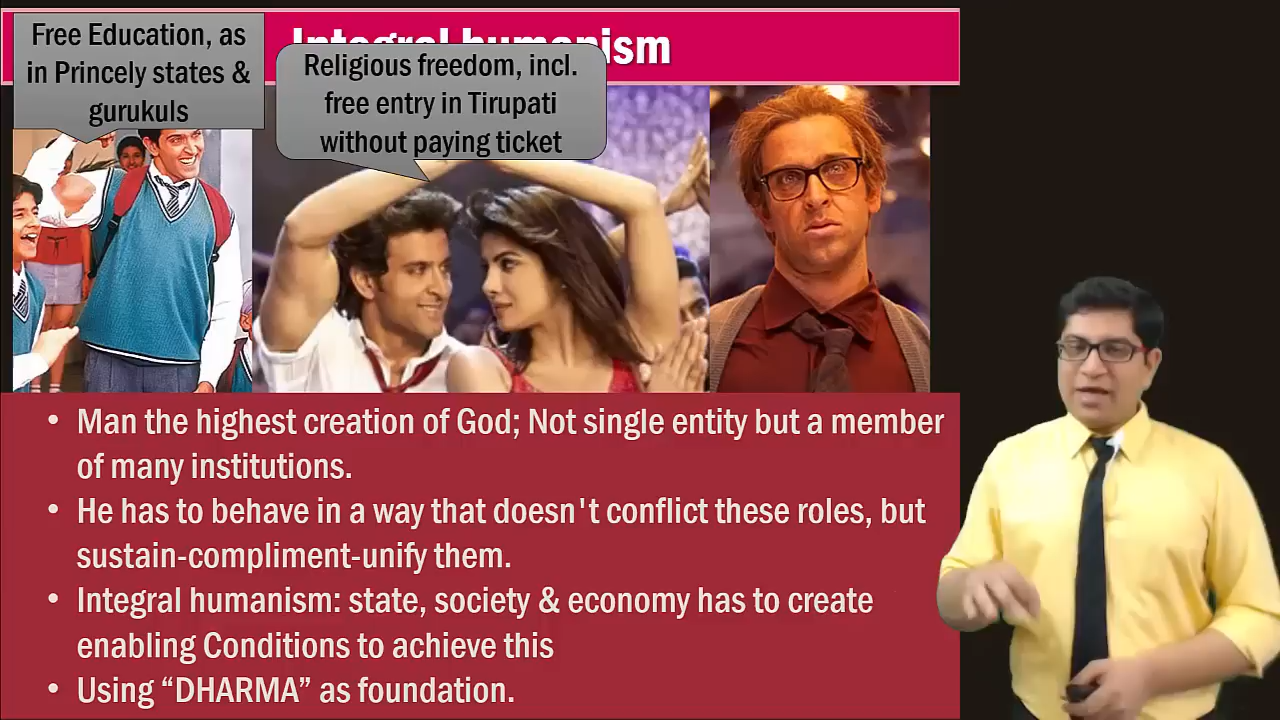 Free Education, as
in Princely states &
gurukuls
Integral humanism
Religious freedom, incl.
free entry in Tirupati
without paying ticket
• Man the highest creation of God; Not single entity but a member
of many institutions.
• He has to behave in a way that doesn't conflict these roles, but
sustain-compliment-unify them.
• Integral humanism: state, society & economy has to create
enabling Conditions to achieve this
• Using “DHARMA” as foundation.